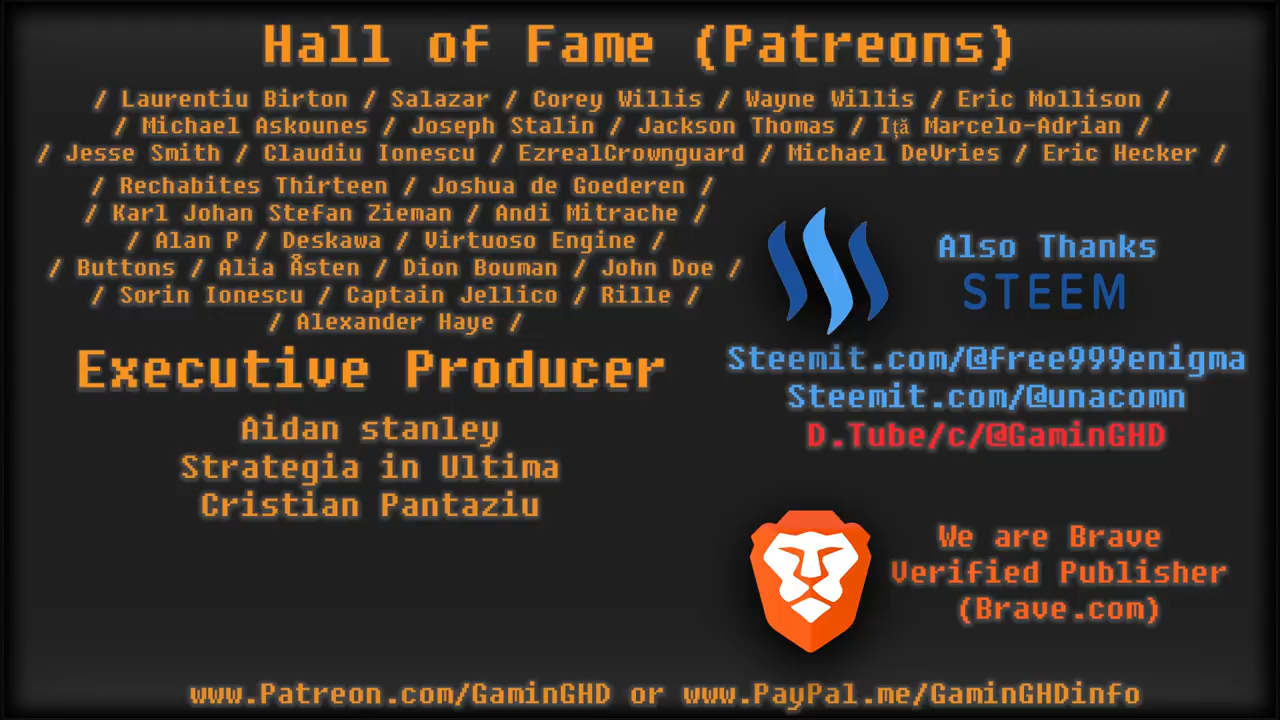 Hall of Fame (Patreons)
/ Laurentiu Birton / Salazar / Corey Willis / Wayne Willis / Eric Mollison /
/ Michael Askounes / Joseph Stalin / Jackson Thomas / Iță Marcelo-Adrian /
/ Jesse Smith / Claudiu Ionescu / EzrealCrownguard / Michael DeVries / Eric Hecker /
/ Rechabites Thirteen / Joshua de Goederen /
/ Karl Johan Stefan Zieman / Andi Mitrache /
/ Alan P / Deskawa / Virtuoso Engine /
/ Buttons / Alia Åsten / Dion Bouman / John Doe /
/ Sorin Ionescu / Captain Jellico / Rille /
/ Alexander Haye /
Executive Producer
Aidan stanley
Strategia in Ultima
Cristian Pantaziu
Also Thanks
STEEM
Steemit.com/@free999enigma
Steemit.com/@unacomn
D.Tube/c/@GaminGHD
We are Brave
Verified Publisher
(Brave.com)
www.Patreon.com/GaminGHD or www.PayPal.me/GaminGHDinfo